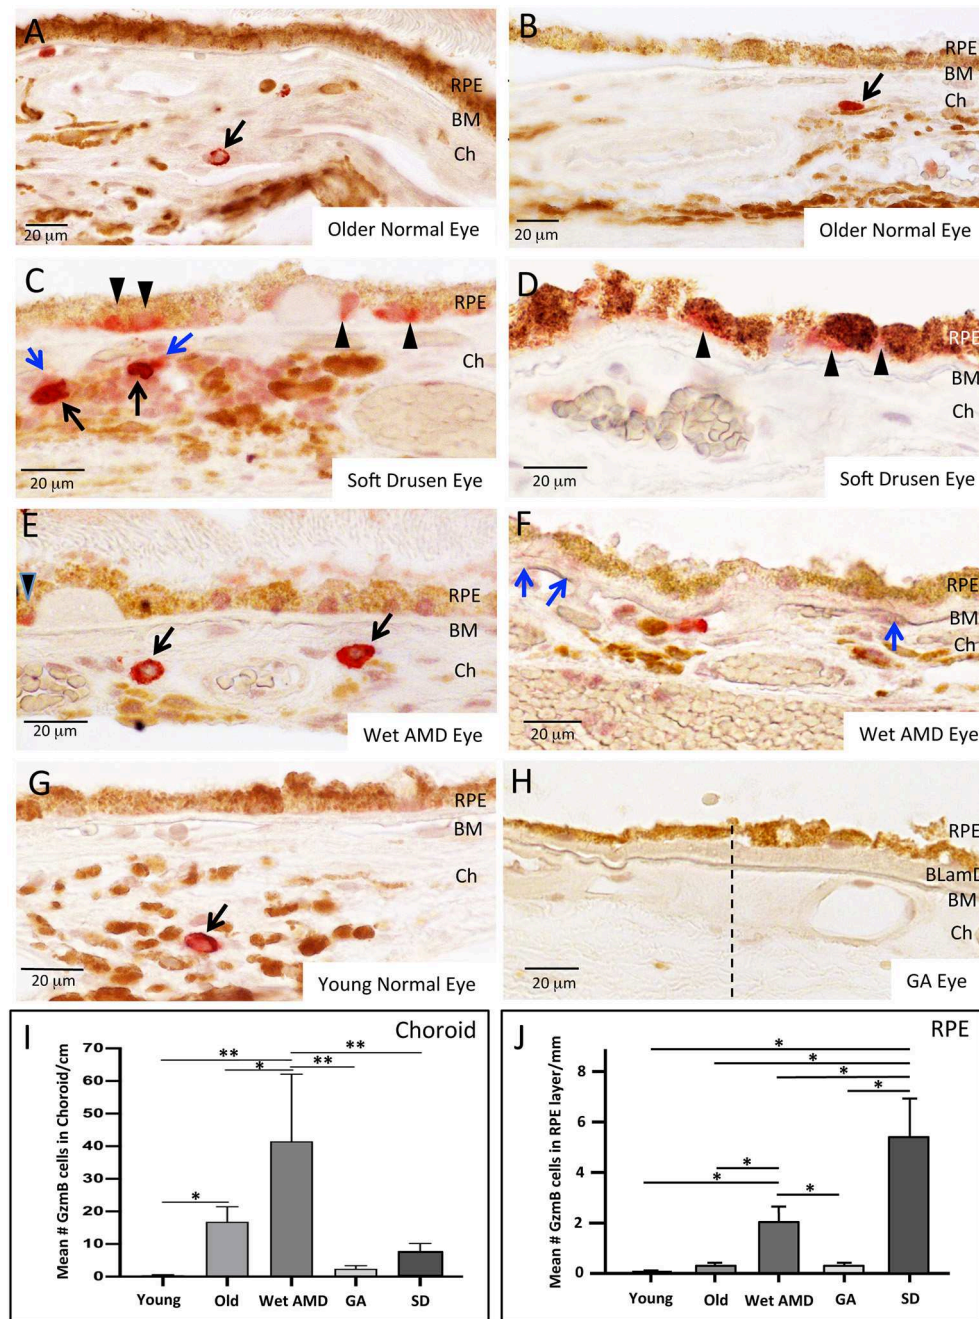 A
RPE
BM
Ch
20 μm
Older Normal Eye
B
RPE
BM
Ch
20 μm
Older Normal Eye
C
RPE
Ch
20 μm
Soft Drusen Eye
D
RPE
BM
Ch
20 μm
Soft Drusen Eye
E
RPE
BM
Ch
20 μm
Wet AMD Eye
F
RPE
BM
Ch
20 μm
Wet AMD Eye
G
RPE
BM
Ch
20 μm
Young Normal Eye
H
RPE
BLamD
BM
Ch
20 μm
GA Eye
I
Choroid
Mean # GzmB cells in Choroid/cm
70
60
50
40
30
20
10
0
** ** ** * *
Young Old Wet AMD GA SD
J
RPE
Mean # GzmB cells in RPE layer/mm
8
6
4
2
0
* * * * * * *
Young Old Wet AMD GA SD